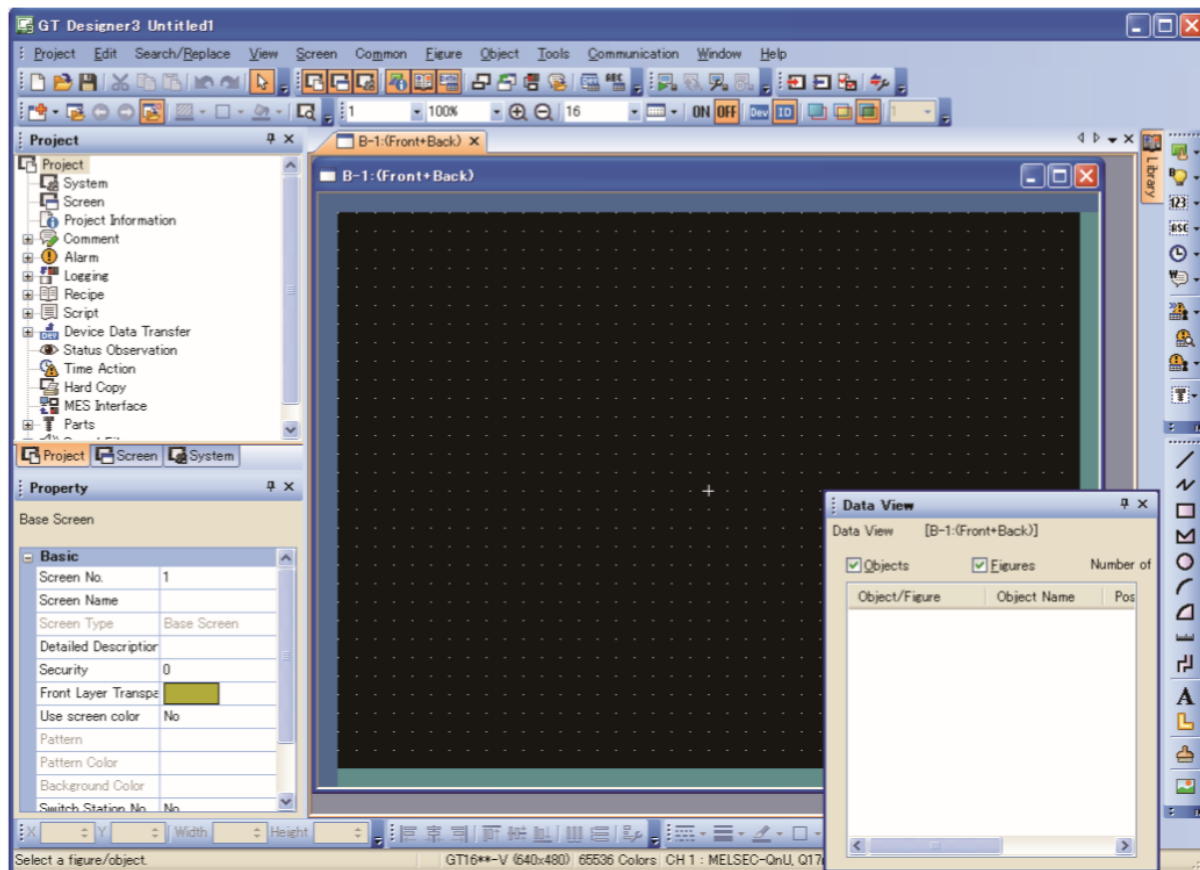 GT Designer3 Untitled1
Project Edit Search/Replace View Screen Common Figure Object Tools Communication Window Help
1 100% 16 ON OFF Dev ID 1
Project
B-1:(Front+Back)
Library
Project
System
Screen
Project Information
Comment
Alarm
Logging
Recipe
Script
Device Data Transfer
Status Observation
Time Action
Hard Copy
MES Interface
Parts
Project Screen System
B-1:(Front+Back)
123
ASC
Property
Base Screen
Basic
Screen No. 1
Screen Name
Screen Type Base Screen
Detailed Description
Security 0
Front Layer Transpa
Use screen color No
Pattern
Pattern Color
Background Color
Switch Station No. No
Data View
Data View [B-1:(Front+Back)]
Objects Figures Number of
Object/Figure Object Name Pos
A
X Y Width Height
Select a figure/object. GT16**-V (640x480) 65536 Colors CH 1 : MELSEC-QnU, Q17